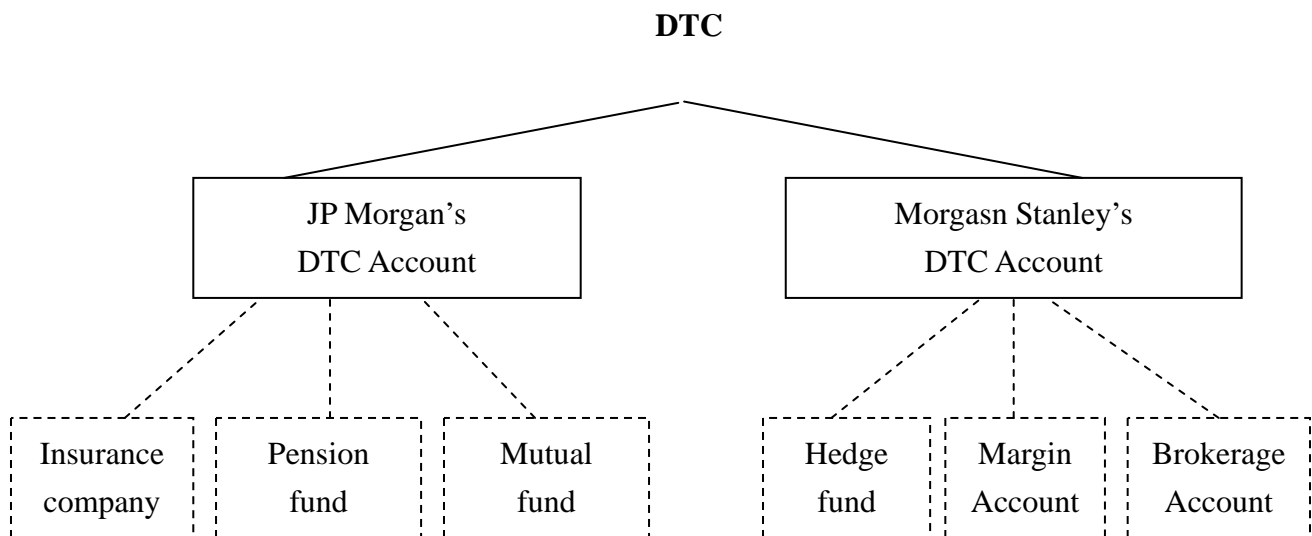 DTC
JP Morgan’s
DTC Account
Morgasn Stanley’s
DTC Account
Insurance
company
Pension
fund
Mutual
fund
Hedge
fund
Margin
Account
Brokerage
Account